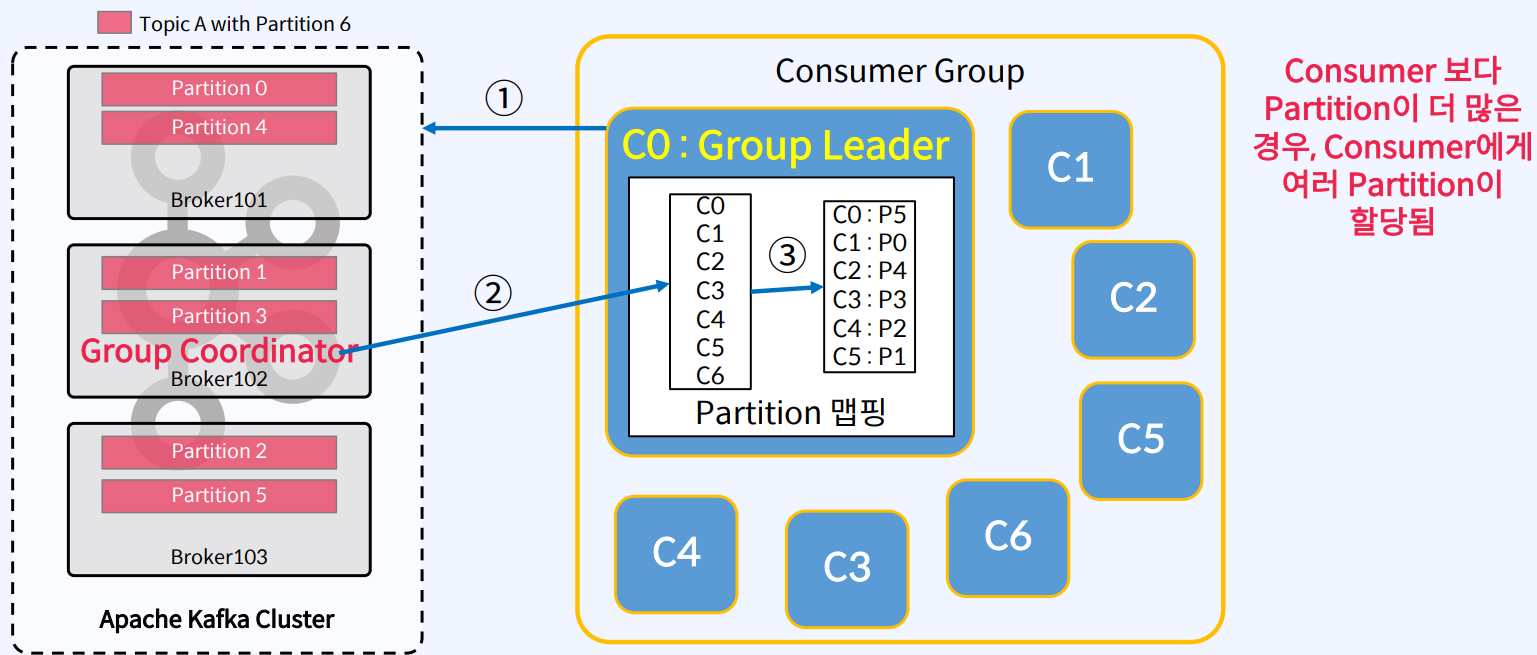 Topic A with Partition 6
Partition 0
Partition 4
Broker101
Partition 1
Partition 3
Group Coordinator
Broker102
Partition 2
Partition 5
Broker103
Apache Kafka Cluster
①
②
Consumer Group
C0 : Group Leader
C0
C1
C2
C3
C4
C5
C6
③
C0 : P5
C1 : P0
C2 : P4
C3 : P3
C4 : P2
C5 : P1
Partition 맵핑
C1
C2
C5
C6
C3
C4
Consumer 보다
Partition이 더 많은
경우, Consumer에게
여러 Partition이
할당됨